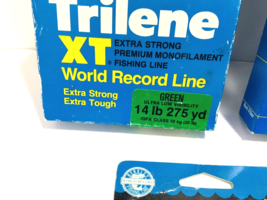 Trilene
XT
EXTRA STRONG
PREMIUM MONOFILAMENT
FISHING LINE
World Record Line
Extra Strong
Extra Tough
GREEN
ULTRA LOW VISIBILITY
14 lb 275 yd